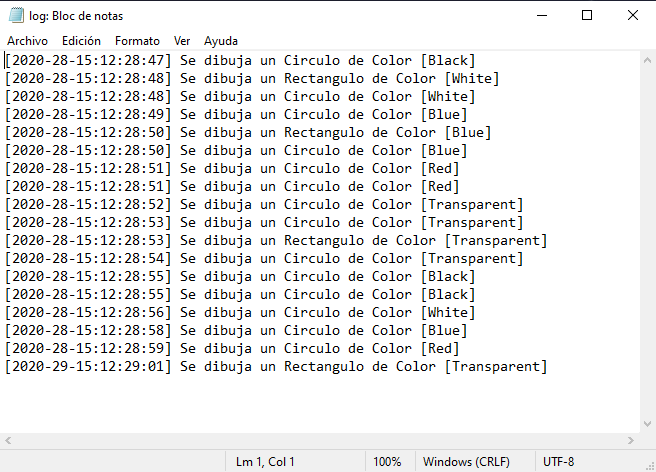 log: Bloc de notas
Archivo Edición Formato Ver Ayuda
[2020-28-15:12:28:47] Se dibuja un Circulo de Color [Black]
[2020-28-15:12:28:48] Se dibuja un Rectangulo de Color [White]
[2020-28-15:12:28:48] Se dibuja un Circulo de Color [White]
[2020-28-15:12:28:49] Se dibuja un Circulo de Color [Blue]
[2020-28-15:12:28:50] Se dibuja un Rectangulo de Color [Blue]
[2020-28-15:12:28:50] Se dibuja un Circulo de Color [Blue]
[2020-28-15:12:28:51] Se dibuja un Circulo de Color [Red]
[2020-28-15:12:28:51] Se dibuja un Circulo de Color [Red]
[2020-28-15:12:28:52] Se dibuja un Circulo de Color [Transparent]
[2020-28-15:12:28:53] Se dibuja un Circulo de Color [Transparent]
[2020-28-15:12:28:53] Se dibuja un Rectangulo de Color [Transparent]
[2020-28-15:12:28:54] Se dibuja un Circulo de Color [Transparent]
[2020-28-15:12:28:55] Se dibuja un Circulo de Color [Black]
[2020-28-15:12:28:55] Se dibuja un Circulo de Color [Black]
[2020-28-15:12:28:56] Se dibuja un Circulo de Color [White]
[2020-28-15:12:28:58] Se dibuja un Circulo de Color [Blue]
[2020-28-15:12:28:59] Se dibuja un Circulo de Color [Red]
[2020-29-15:12:29:01] Se dibuja un Rectangulo de Color [Transparent]
Lm 1, Col 1 100% Windows (CRLF) UTF-8